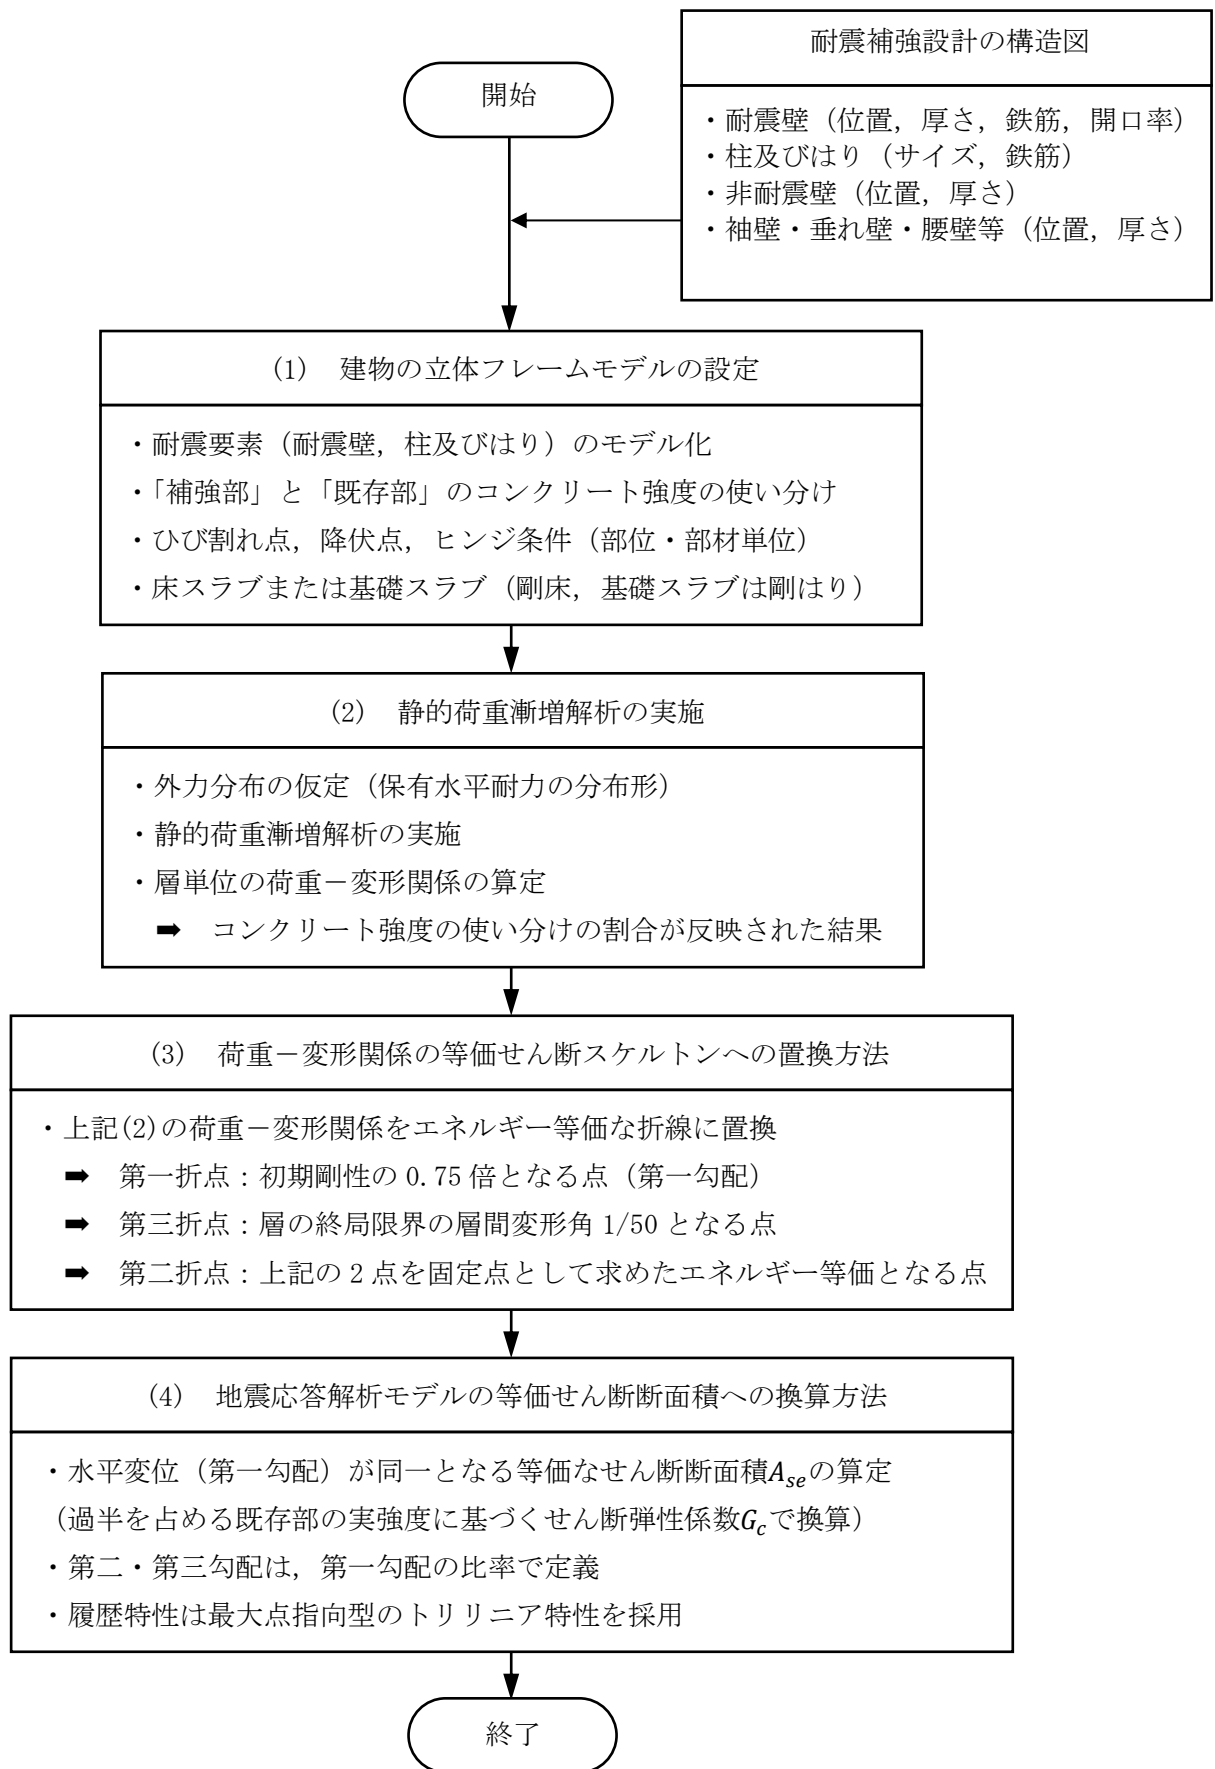 開始
耐震補強設計の構造図
・耐震壁（位置，厚さ，鉄筋，開口率）
・柱及びはり（サイズ，鉄筋）
・非耐震壁（位置，厚さ）
・袖壁・垂れ壁・腰壁等（位置，厚さ）
(1) 建物の立体フレームモデルの設定
・耐震要素（耐震壁，柱及びはり）のモデル化
・「補強部」と「既存部」のコンクリート強度の使い分け
・ひび割れ点，降伏点，ヒンジ条件（部位・部材単位）
・床スラブまたは基礎スラブ（剛床，基礎スラブは剛はり）
(2) 静的荷重漸増解析の実施
・外力分布の仮定（保有水平耐力の分布形）
・静的荷重漸増解析の実施
・層単位の荷重－変形関係の算定
➡ コンクリート強度の使い分けの割合が反映された結果
(3) 荷重－変形関係の等価せん断スケルトンへの置換方法
・上記(2)の荷重－変形関係をエネルギー等価な折線に置換
➡ 第一折点：初期剛性の 0.75 倍となる点（第一勾配）
➡ 第三折点：層の終局限界の層間変形角 1/50 となる点
➡ 第二折点：上記の 2 点を固定点として求めたエネルギー等価となる点
(4) 地震応答解析モデルの等価せん断断面積への換算方法
・水平変位（第一勾配）が同一となる等価なせん断断面積A_{se}の算定
（過半を占める既存部の実強度に基づくせん断弾性係数G_cで換算）
・第二・第三勾配は，第一勾配の比率で定義
・履歴特性は最大点指向型のトリリニア特性を採用
終了